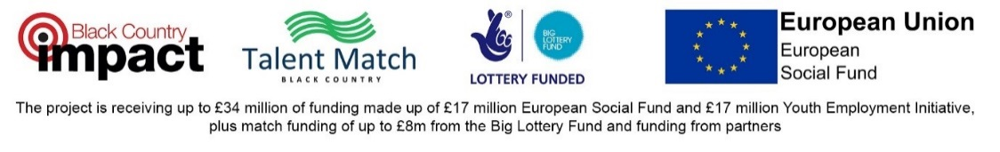 Black Country
impact
Talent Match
BLACK COUNTRY
®
BIG
LOTTERY
FUND
LOTTERY FUNDED
European Union
European
Social Fund
The project is receiving up to £34 million of funding made up of £17 million European Social Fund and £17 million Youth Employment Initiative,
plus match funding of up to £8m from the Big Lottery Fund and funding from partners